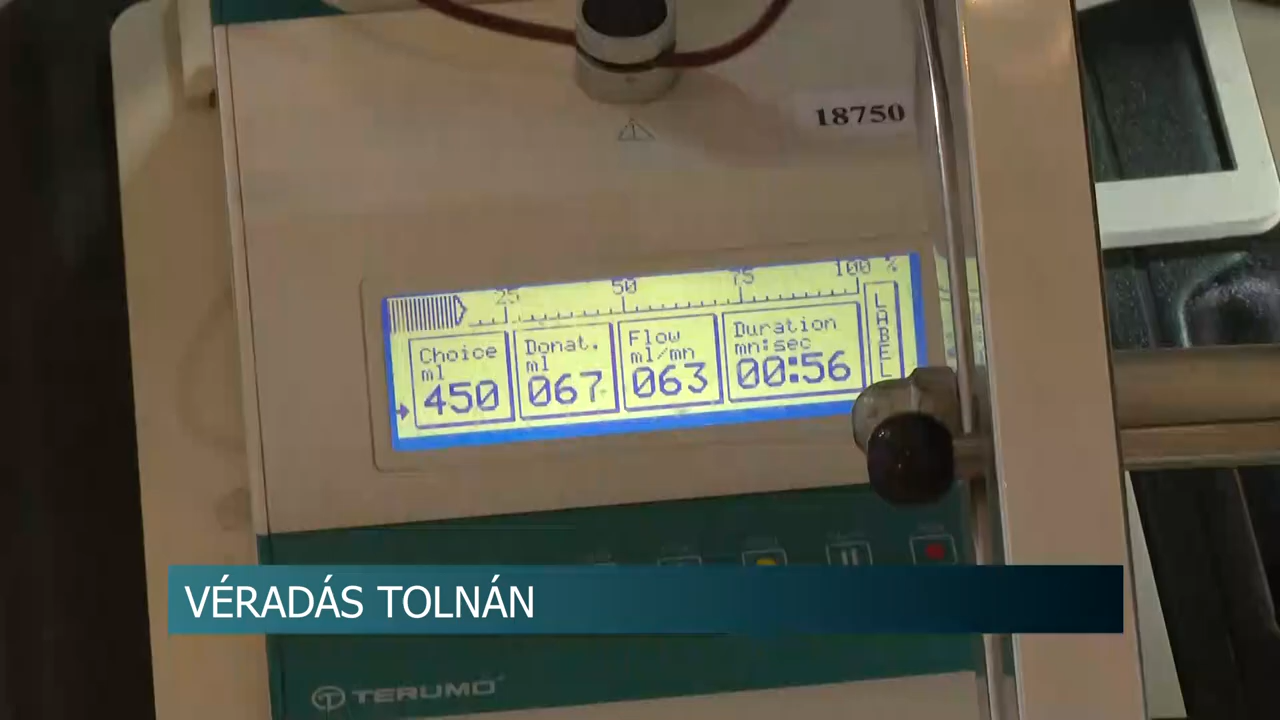 18750
25 50 75 100 %
Choice ml 450
Donat. ml 067
Flow ml/mn 063
Duration mn:sec 00:56
LABEL
VÉRADÁS TOLNÁN
TERUMO